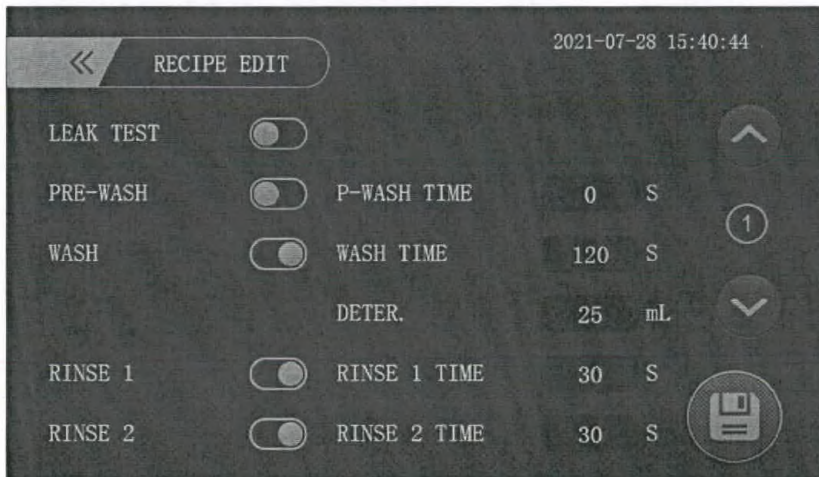 2021-07-28 15:40:44
RECIPE EDIT
LEAK TEST
PRE-WASH P-WASH TIME 0 S
1
WASH WASH TIME 120 S
DETER. 25 mL
RINSE 1 RINSE 1 TIME 30 S
RINSE 2 RINSE 2 TIME 30 S